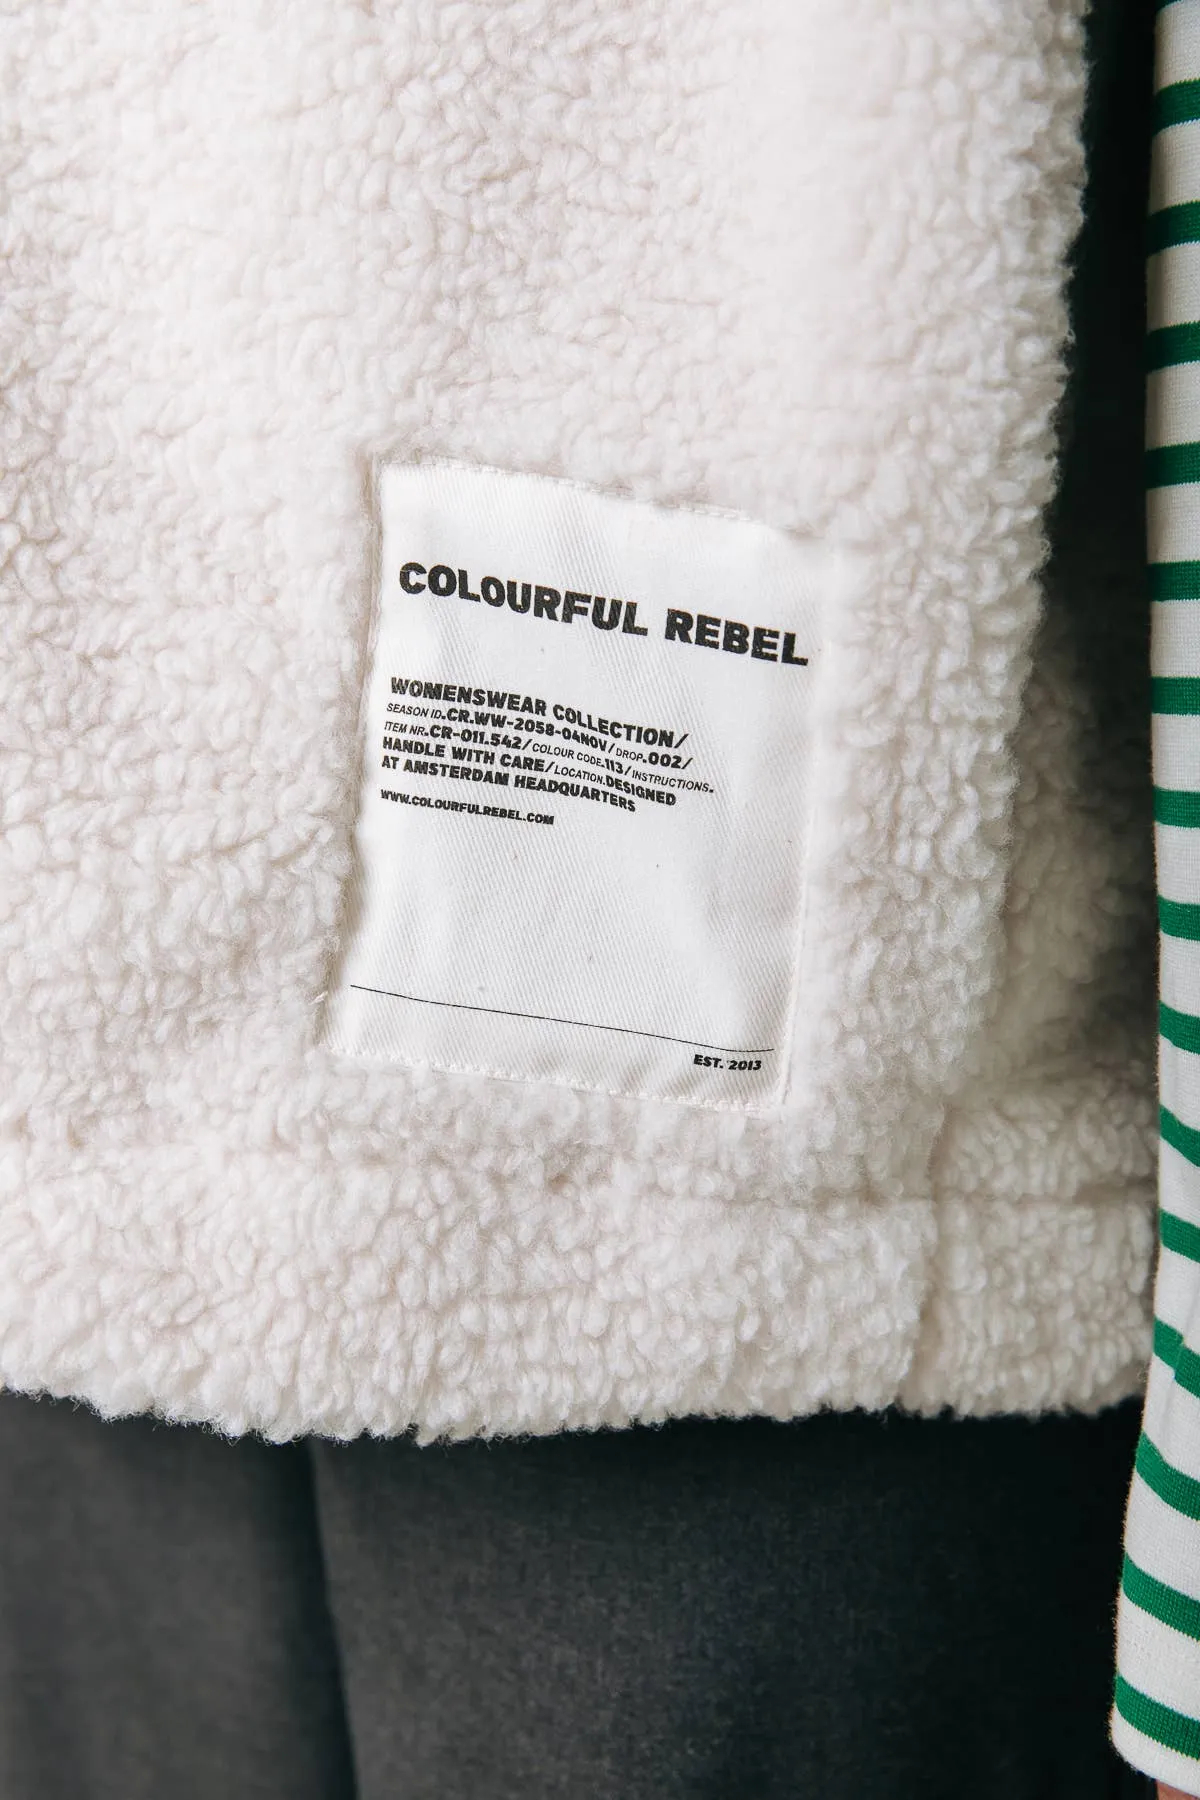 COLOURFUL REBEL
WOMENSWEAR COLLECTION/
SEASON ID.CR.WW-2058-04NOV/DROP.002/
ITEM NR.CR-011.542/COLOUR CODE.113/INSTRUCTIONS.
HANDLE WITH CARE/LOCATION.DESIGNED
AT AMSTERDAM HEADQUARTERS
WWW.COLOURFULREBEL.COM
EST. 2013